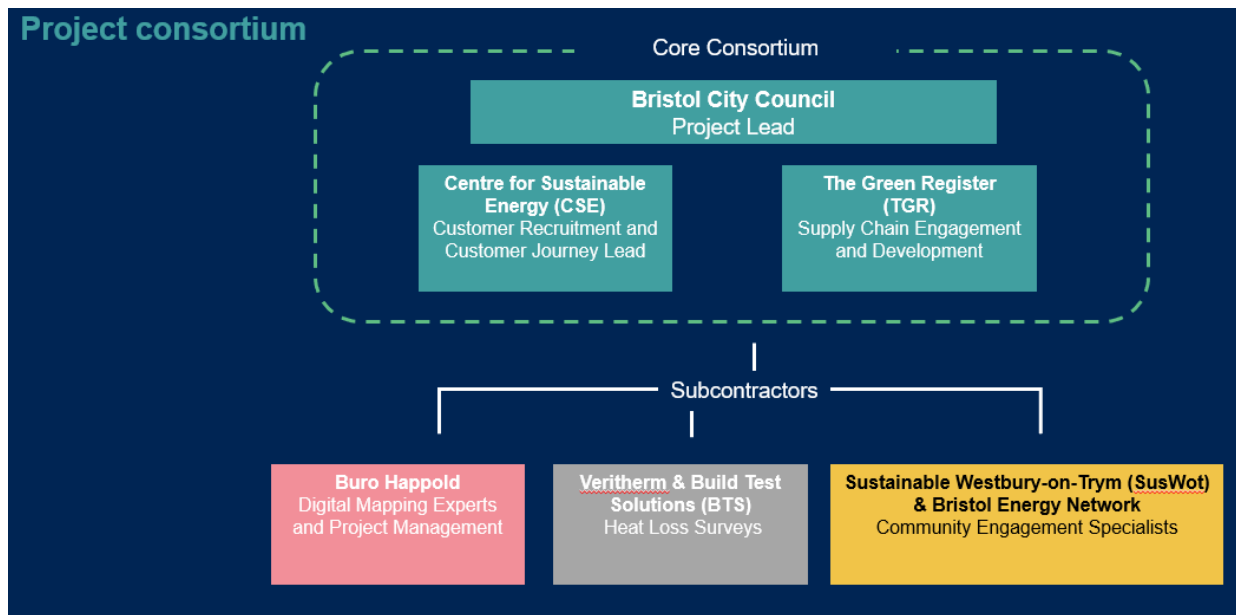 Project consortium
Core Consortium
Bristol City Council
Project Lead
Centre for Sustainable
Energy (CSE)
Customer Recruitment and
Customer Journey Lead
The Green Register
(TGR)
Supply Chain Engagement
and Development
Subcontractors
Buro Happold
Digital Mapping Experts
and Project Management
Veritherm & Build Test
Solutions (BTS)
Heat Loss Surveys
Sustainable Westbury-on-Trym (SusWot)
& Bristol Energy Network
Community Engagement Specialists